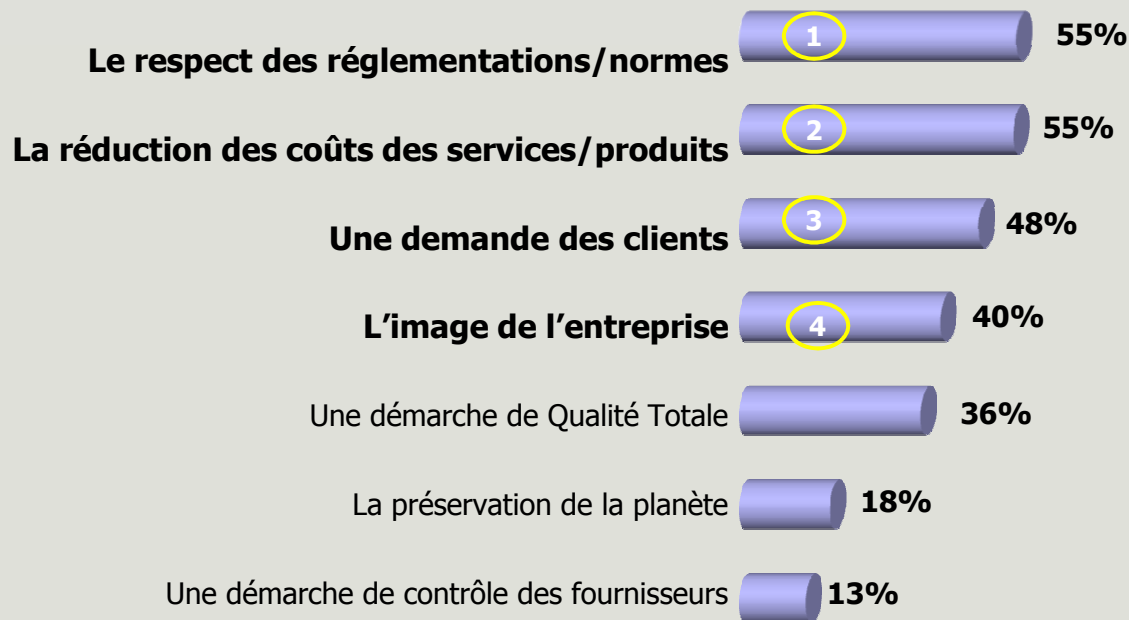 Le respect des réglementations/normes 1 55%
La réduction des coûts des services/produits 2 55%
Une demande des clients 3 48%
L’image de l’entreprise 4 40%
Une démarche de Qualité Totale 36%
La préservation de la planète 18%
Une démarche de contrôle des fournisseurs 13%